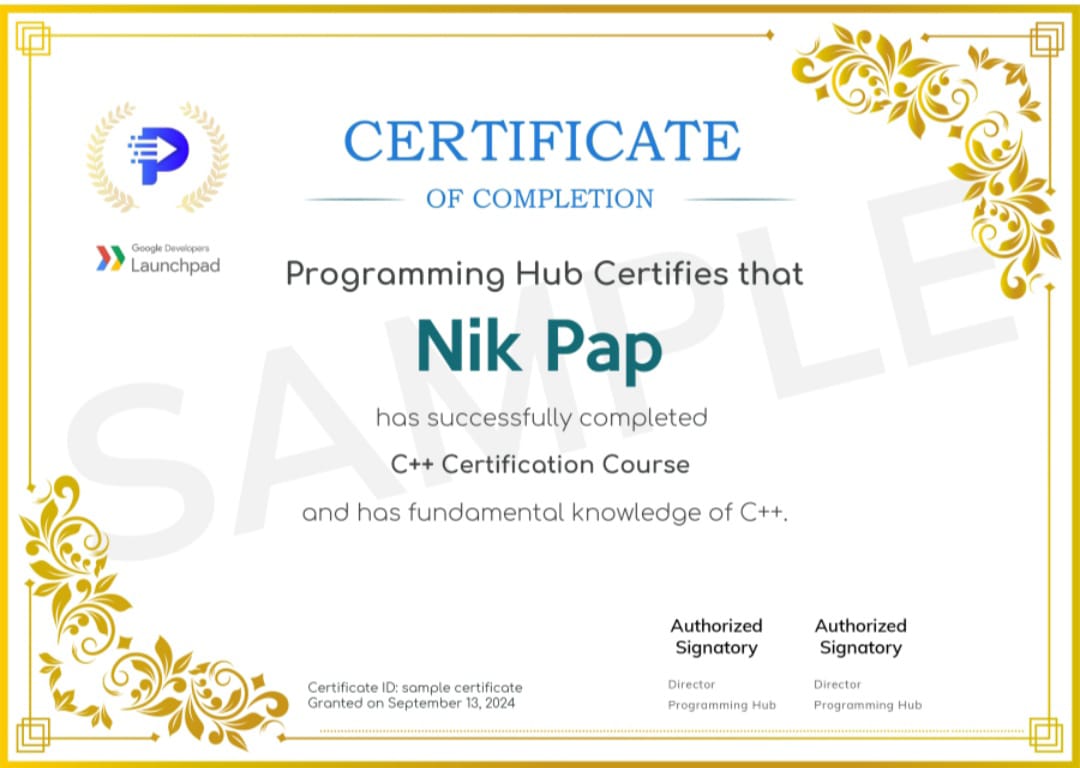 CERTIFICATE
OF COMPLETION
Google Developers
Launchpad
Programming Hub Certifies that
Nik Pap
has successfully completed
C++ Certification Course
and has fundamental knowledge of C++.
SAMPLE
Authorized
Signatory
Director
Programming Hub
Authorized
Signatory
Director
Programming Hub
Certificate ID: sample certificate
Granted on September 13, 2024